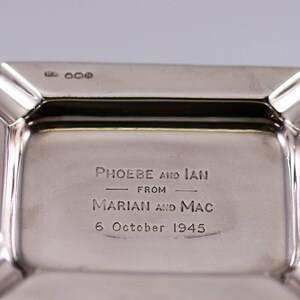 PHOEBE AND IAN
FROM
MARIAN AND MAC
6 October 1945